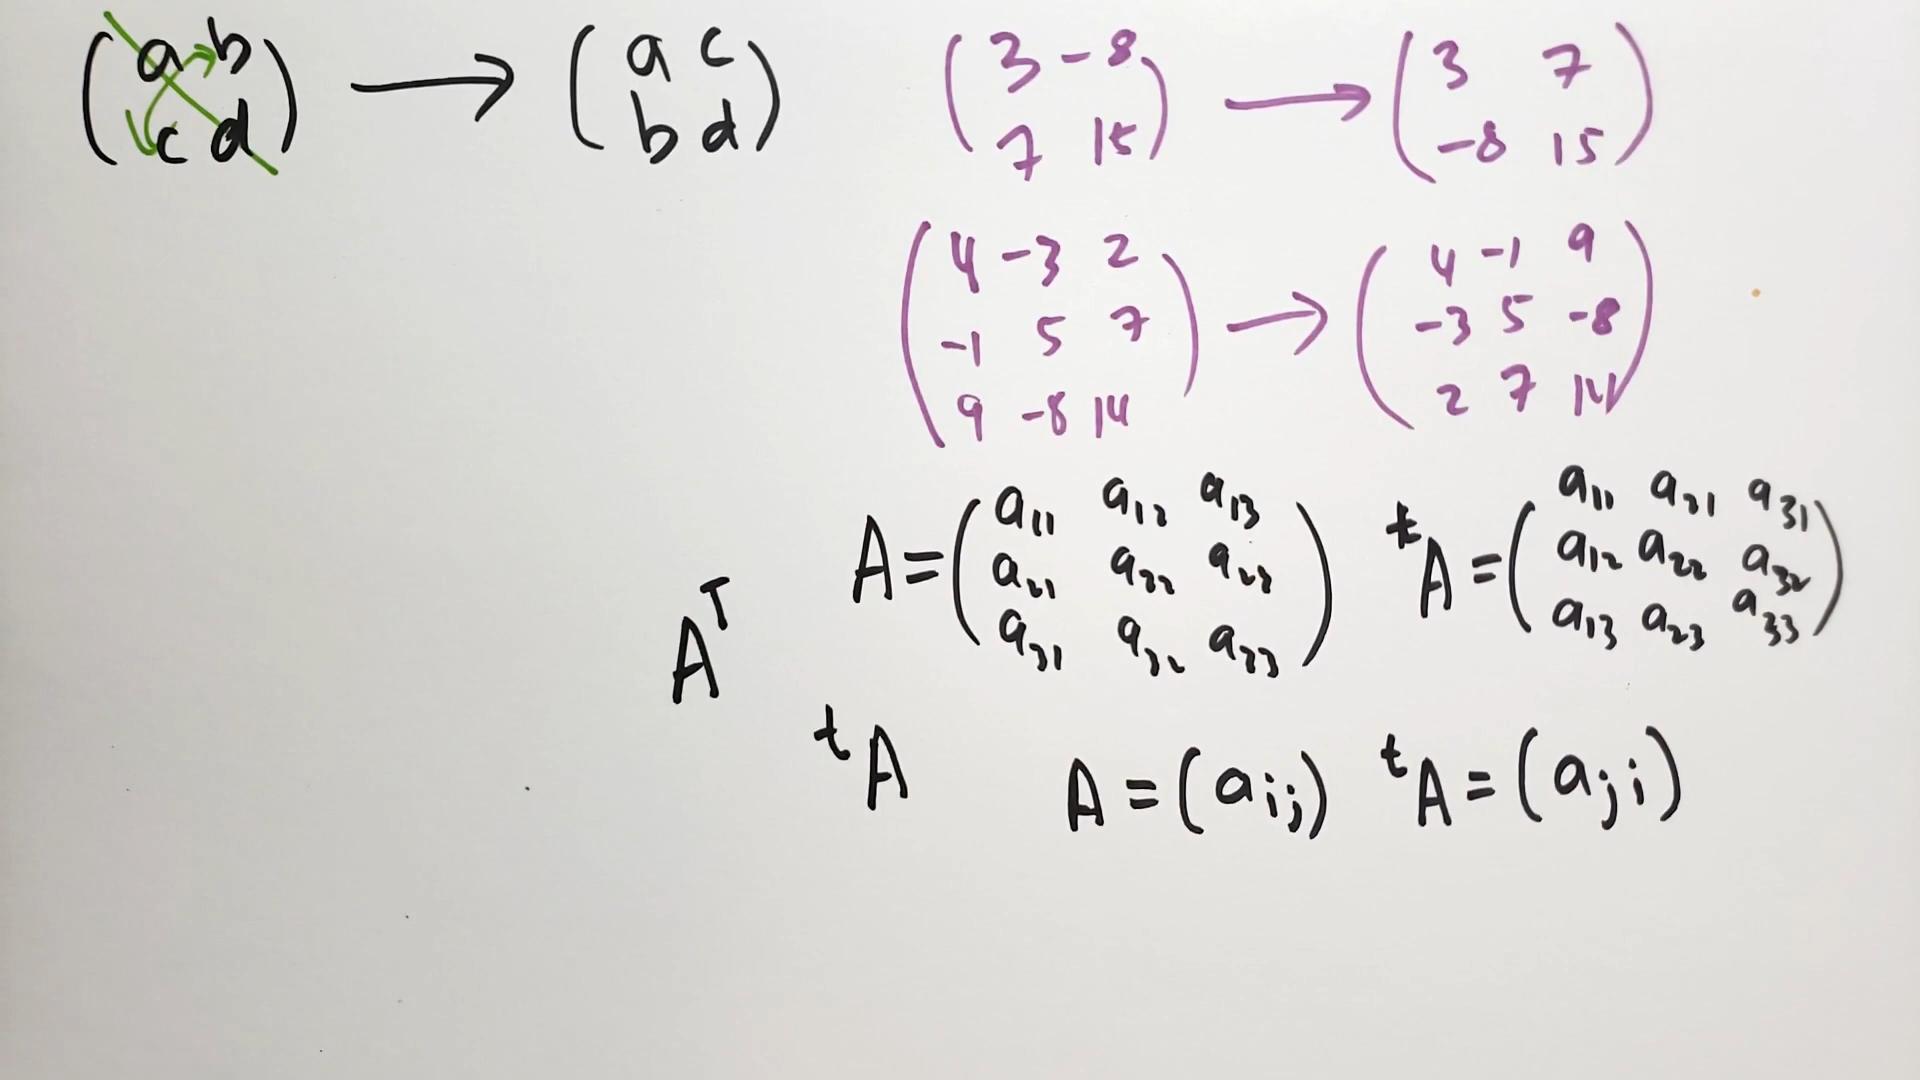 ( a b ) → ( a c )
( c d ) ( b d )
( 3 -8 ) → ( 3 7 )
( 7 15 ) ( -8 15 )
( 4 -3 2 ) → ( 4 -1 9 )
( -1 5 7 ) ( -3 5 -8 )
( 9 -8 14 ) ( 2 7 14 )
A = ( a₁₁ a₁₂ a₁₃ ) ᵗA = ( a₁₁ a₂₁ a₃₁ )
( a₂₁ a₂₂ a₂₃ ) ( a₁₂ a₂₂ a₃₂ )
( a₃₁ a₃₂ a₃₃ ) ( a₁₃ a₂₃ a₃₃ )
Aᵀ
ᵗA
A = (aᵢⱼ) ᵗA = (aⱼᵢ)